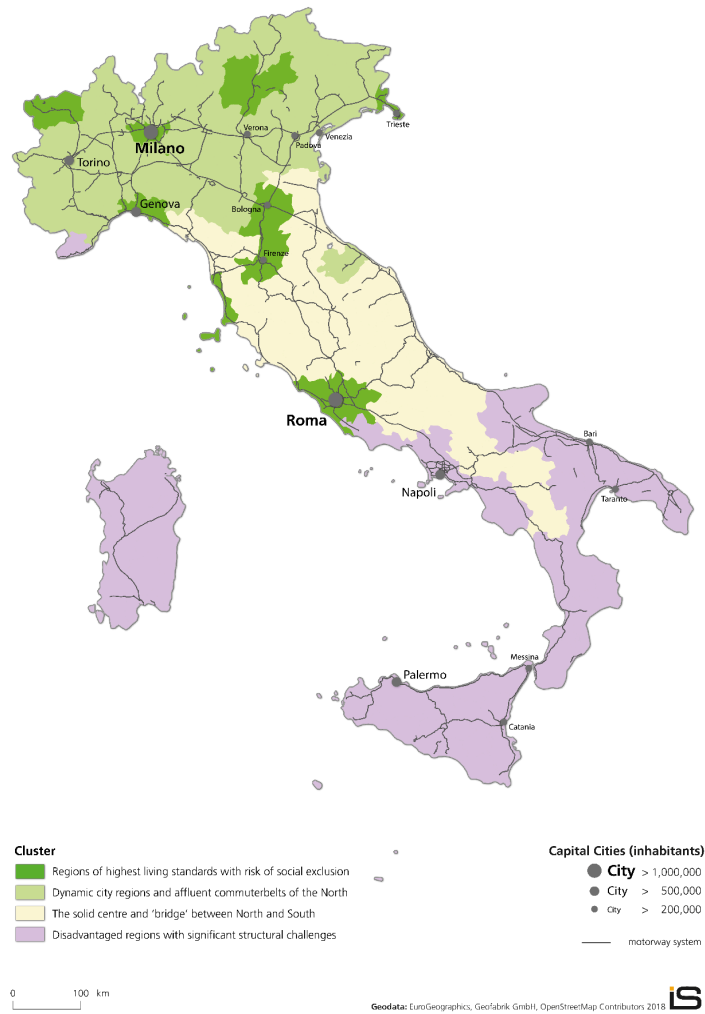 Trieste
Verona
Padova
Venezia
Milano
Torino
Genova
Bologna
Firenze
Roma
Bari
Napoli
Taranto
Messina
Palermo
Catania
Cluster
Regions of highest living standards with risk of social exclusion
Dynamic city regions and affluent commuterbelts of the North
The solid centre and ‘bridge’ between North and South
Disadvantaged regions with significant structural challenges
Capital Cities (inhabitants)
City > 1,000,000
City > 500,000
City > 200,000
motorway system
0 100 km
Geodata: EuroGeographics, Geofabrik GmbH, OpenStreetMap Contributors 2018
iS